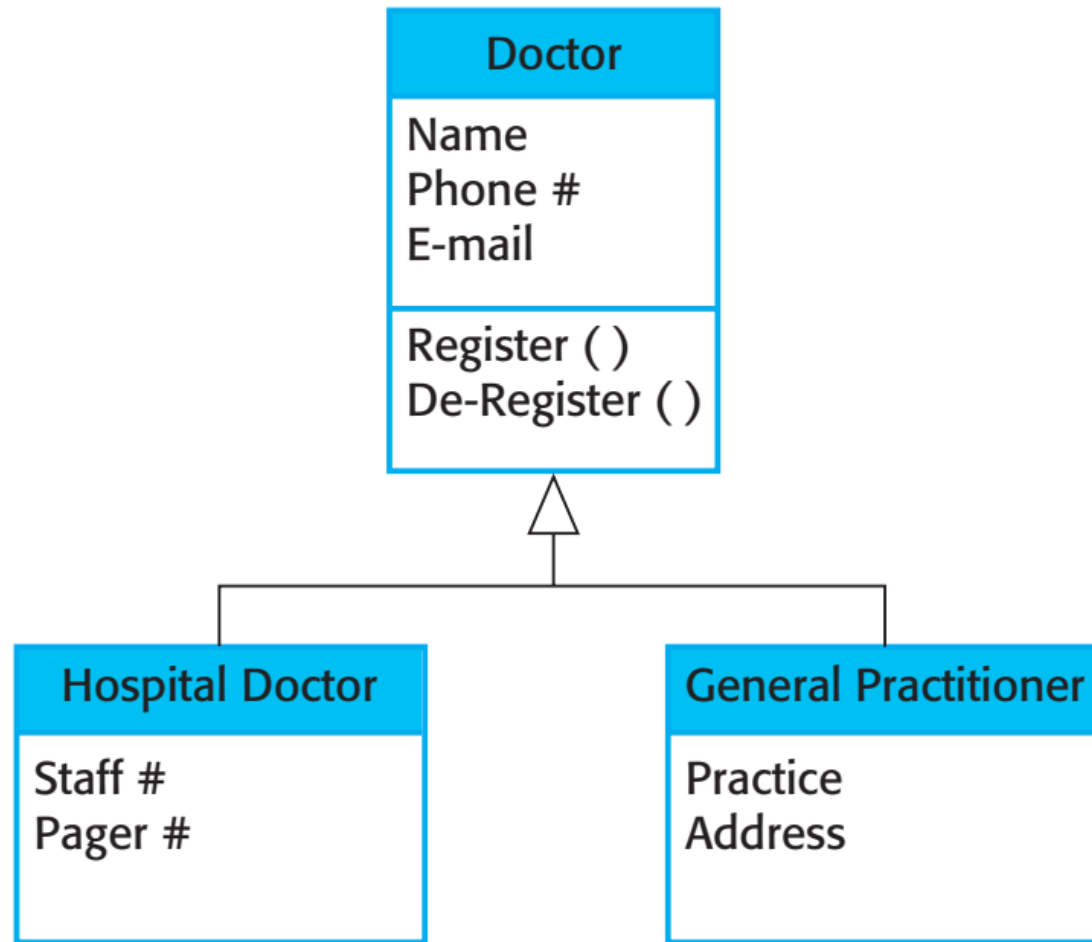 Doctor
Name
Phone #
E-mail
Register ( )
De-Register ( )
Hospital Doctor
Staff #
Pager #
General Practitioner
Practice
Address